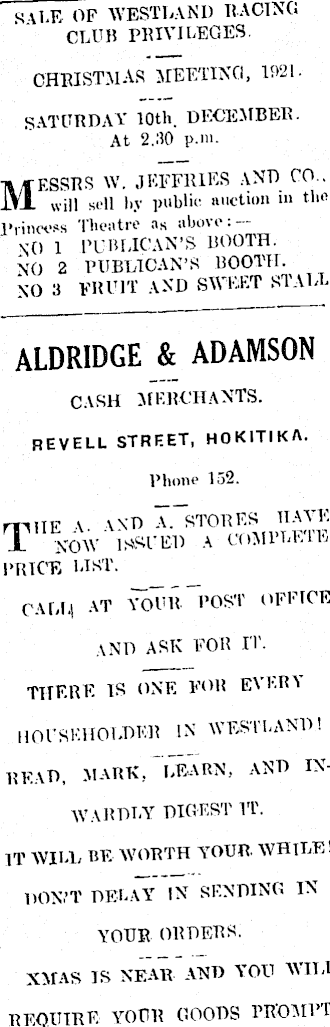 SALE OF WESTLAND RACING
CLUB PRIVILEGES.
CHRISTMAS MEETING, 1921.
SATURDAY 10th, DECEMBER.
At 2.30 p.m.
MESSRS W. JEFFRIES AND CO.,
will sell by public auction in the
Princess Theatre as above:—
NO 1 PUBLICAN'S BOOTH.
NO 2 PUBLICAN'S BOOTH.
NO 3 FRUIT AND SWEET STALL
ALDRIDGE & ADAMSON
CASH MERCHANTS.
REVELL STREET, HOKITIKA.
Phone 152.
THE A. AND A. STORES HAVE
NOW ISSUED A COMPLETE
PRICE LIST.
CALL AT YOUR POST OFFICE
AND ASK FOR IT.
THERE IS ONE FOR EVERY
HOUSEHOLDER IN WESTLAND!
READ, MARK, LEARN, AND IN-
WARDLY DIGEST IT.
IT WILL BE WORTH YOUR WHILE!
DON'T DELAY IN SENDING IN
YOUR ORDERS.
XMAS IS NEAR AND YOU WILL
REQUIRE YOUR GOODS PROMPT